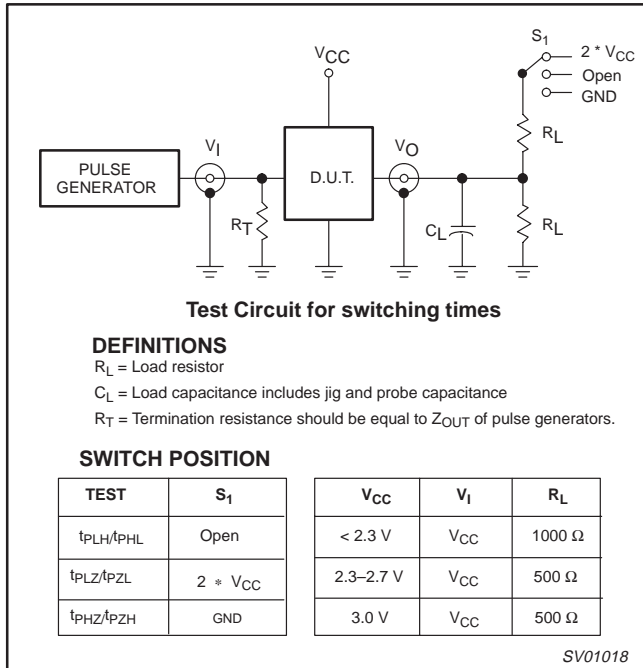 S1
2 * VCC
Open
GND
VCC
RL
VI
VO
PULSE
GENERATOR
D.U.T.
RT
CL
RL
Test Circuit for switching times
DEFINITIONS
RL = Load resistor
CL = Load capacitance includes jig and probe capacitance
RT = Termination resistance should be equal to ZOUT of pulse generators.
SWITCH POSITION
TEST S1
tPLH/tPHL Open
tPLZ/tPZL 2 * VCC
tPHZ/tPZH GND
VCC VI RL
< 2.3 V VCC 1000 Ω
2.3–2.7 V VCC 500 Ω
3.0 V VCC 500 Ω
SV01018